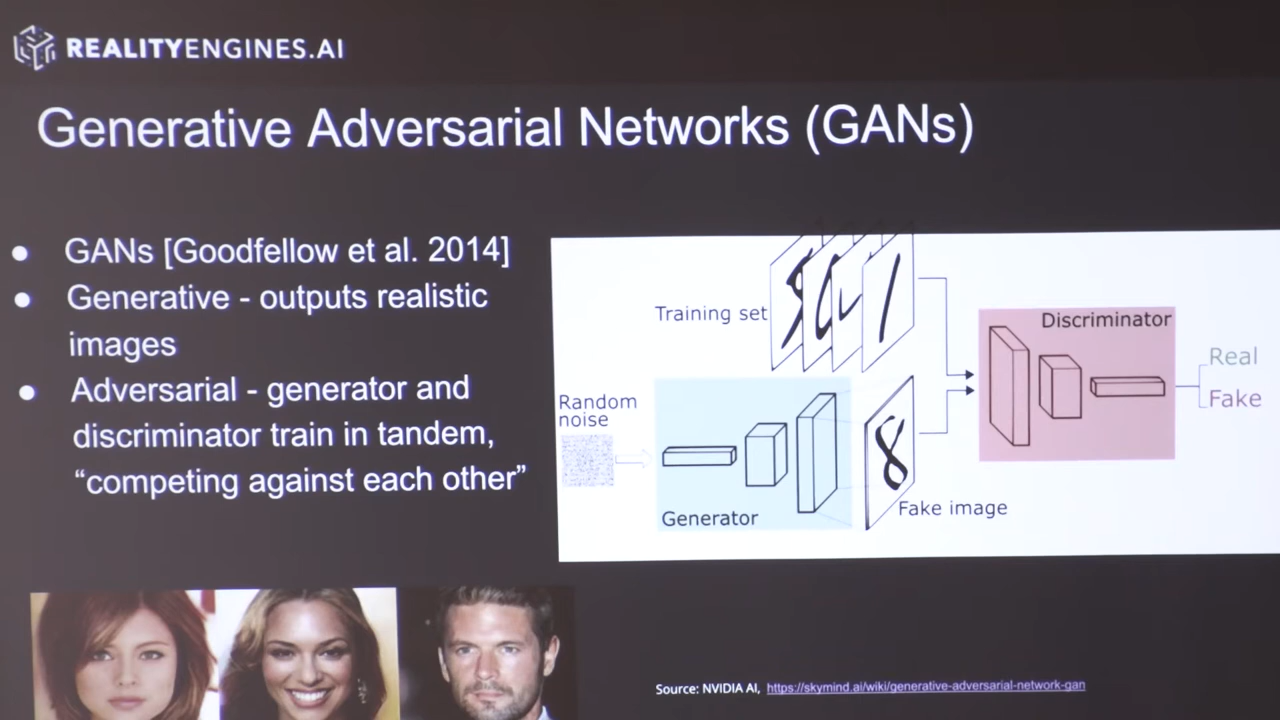 REALITYENGINES.AI
Generative Adversarial Networks (GANs)
● GANs [Goodfellow et al. 2014]
● Generative - outputs realistic
images
● Adversarial - generator and
discriminator train in tandem,
“competing against each other”
Training set
Discriminator
Real
Fake
Random
noise
8
Generator
Fake image
Source: NVIDIA AI, https://skymind.ai/wiki/generative-adversarial-network-gan